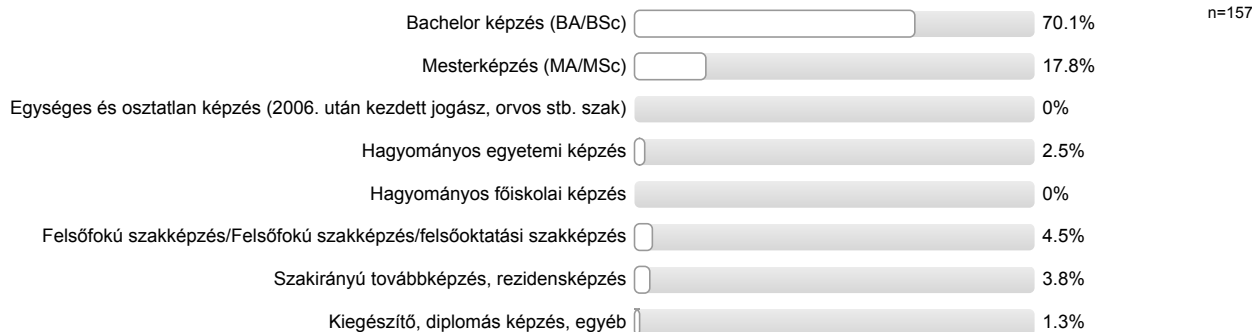 Bachelor képzés (BA/BSc) 70.1% n=157
Mesterképzés (MA/MSc) 17.8%
Egységes és osztatlan képzés (2006. után kezdett jogász, orvos stb. szak) 0%
Hagyományos egyetemi képzés 2.5%
Hagyományos főiskolai képzés 0%
Felsőfokú szakképzés/Felsőfokú szakképzés/felsőoktatási szakképzés 4.5%
Szakirányú továbbképzés, rezidensképzés 3.8%
Kiegészítő, diplomás képzés, egyéb 1.3%